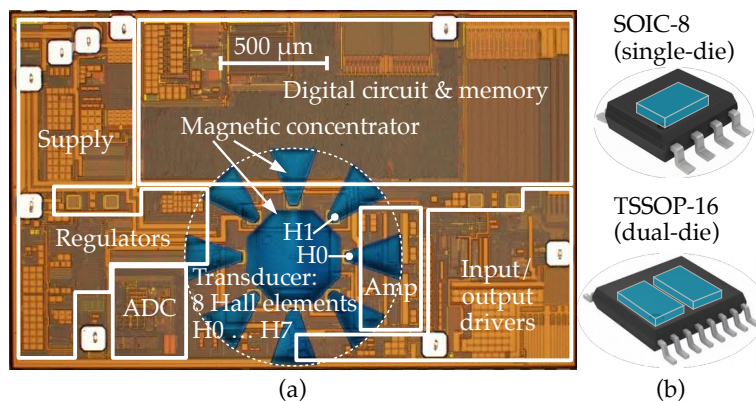 500 µm
Digital circuit & memory
Supply
Magnetic concentrator
H1
H0
Regulators
Transducer:
8 Hall elements
H0 ... H7
ADC
Amp
Input/
output
drivers
(a)
SOIC-8
(single-die)
TSSOP-16
(dual-die)
(b)